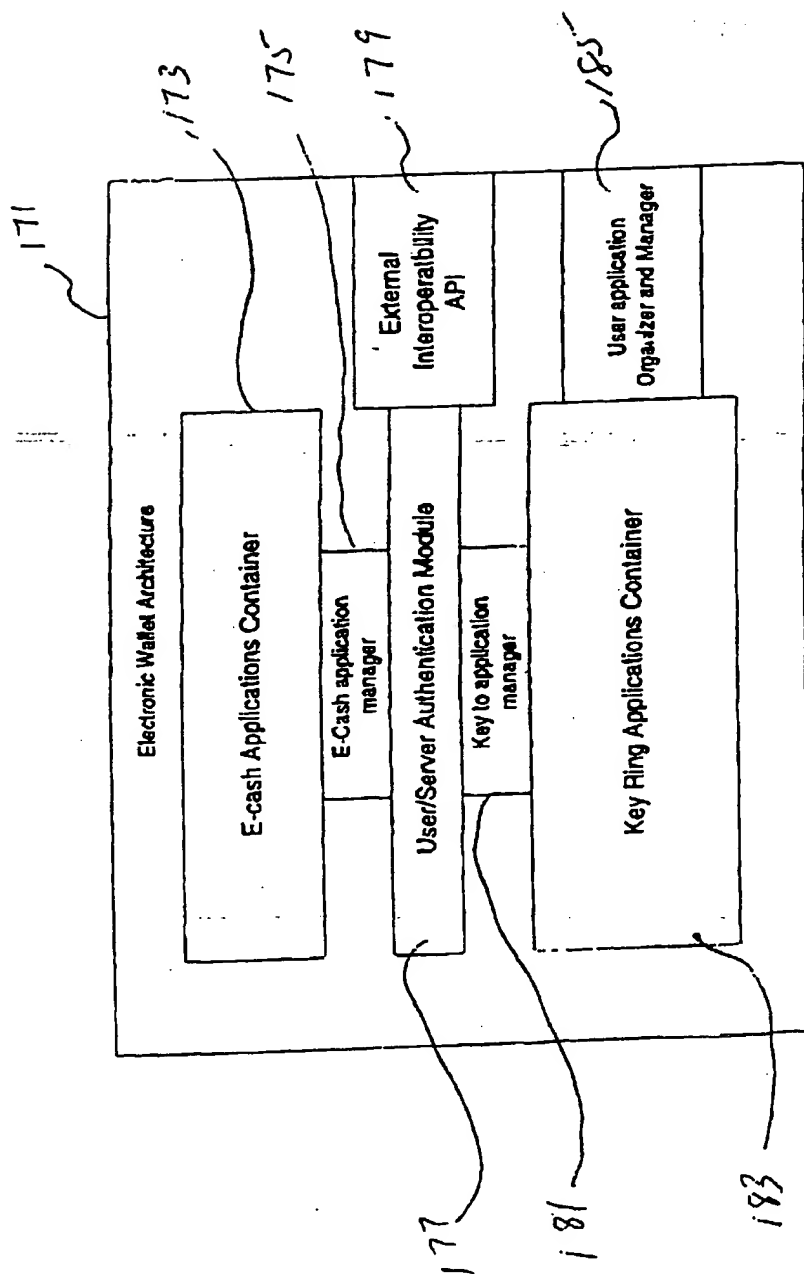 171
173
175
179
185
Electronic Wallet Architecture
E-cash Applications Container
E-Cash application
manager
User/Server Authentication Module
External
Interoperatibility
API
Key to application
manager
Key Ring Applications Container
User application
Organizer and Manager
177
181
183